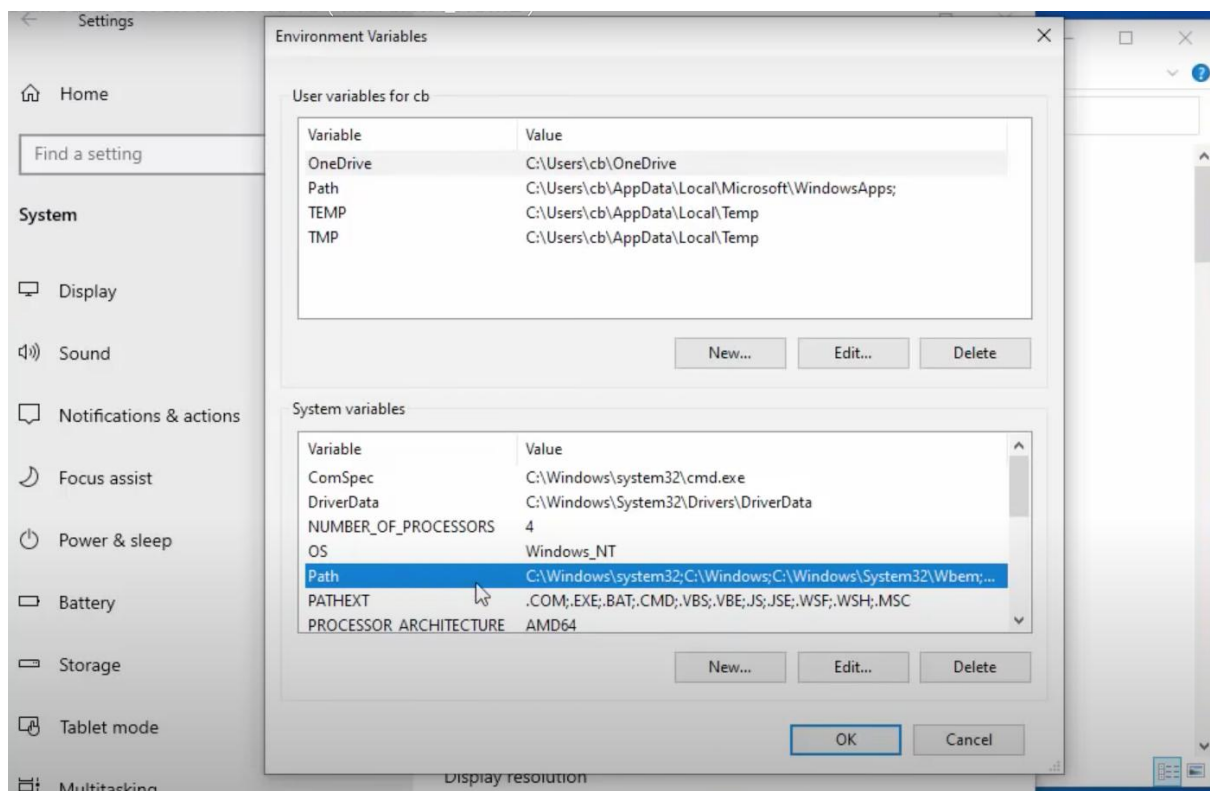 Settings
Environment Variables
Home
Find a setting
System
Display
Sound
Notifications & actions
Focus assist
Power & sleep
Battery
Storage
Tablet mode
Multitasking
User variables for cb
Variable Value
OneDrive C:\Users\cb\OneDrive
Path C:\Users\cb\AppData\Local\Microsoft\WindowsApps;
TEMP C:\Users\cb\AppData\Local\Temp
TMP C:\Users\cb\AppData\Local\Temp
New... Edit... Delete
System variables
Variable Value
ComSpec C:\Windows\system32\cmd.exe
DriverData C:\Windows\System32\Drivers\DriverData
NUMBER_OF_PROCESSORS 4
OS Windows_NT
Path C:\Windows\system32;C:\Windows;C:\Windows\System32\Wbem;...
PATHEXT .COM;.EXE;.BAT;.CMD;.VBS;.VBE;.JS;.JSE;.WSF;.WSH;.MSC
PROCESSOR_ARCHITECTURE AMD64
New... Edit... Delete
OK Cancel
Display resolution